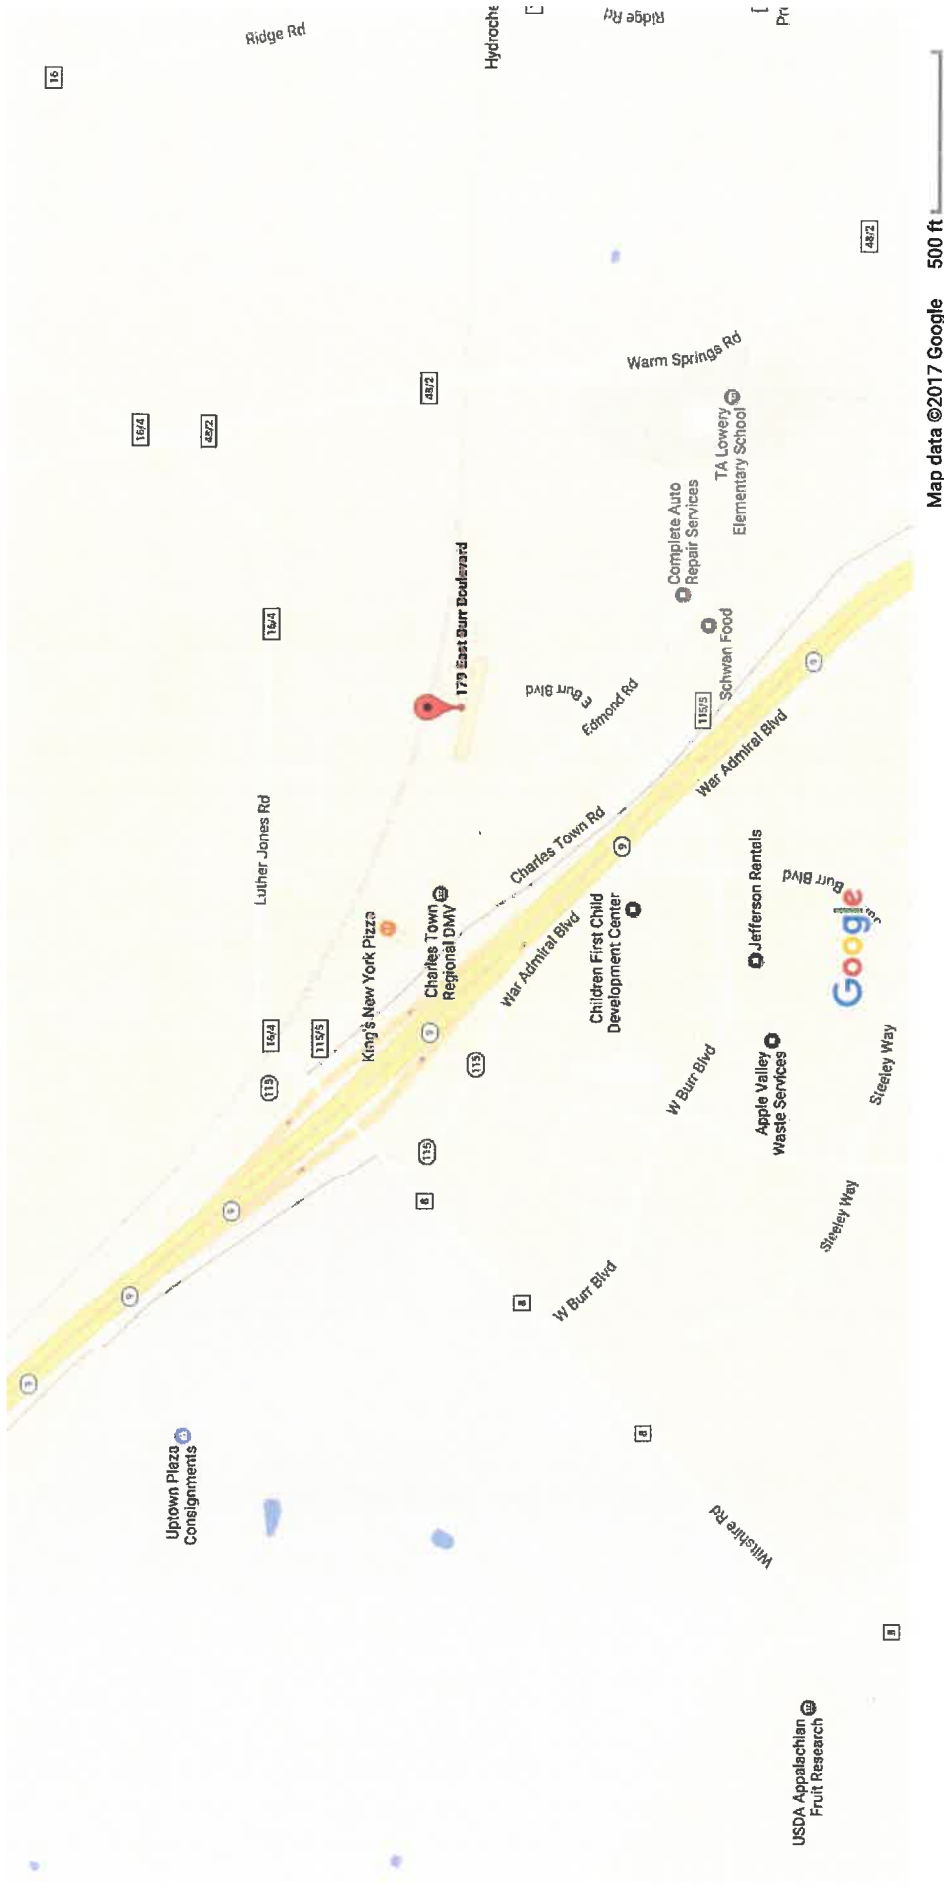 Ridge Rd
16
Hydroche
Ridge Rd
Pri
48/2
16/4
48/2
48/2
Warm Springs Rd
TA Lowery
Elementary School
Complete Auto
Repair Services
Schwan Food
16/4
179 East Burr Boulevard
E Burr Blvd
Edmond Rd
115/5
9
War Admiral Blvd
Luther Jones Rd
Charles Town Rd
9
Jefferson Rentals
Burr Blvd
King's New York Pizza
Charles Town
Regional DMV
War Admiral Blvd
Children First Child
Development Center
Google
16/4
115/5
115
9
115
115
8
W Burr Blvd
Apple Valley
Waste Services
Steeley Way
Steeley Way
9
9
9
8
W Burr Blvd
8
Uptown Plaza
Consignments
Wiltshire Rd
8
USDA Appalachian
Fruit Research
Map data ©2017 Google 500 ft